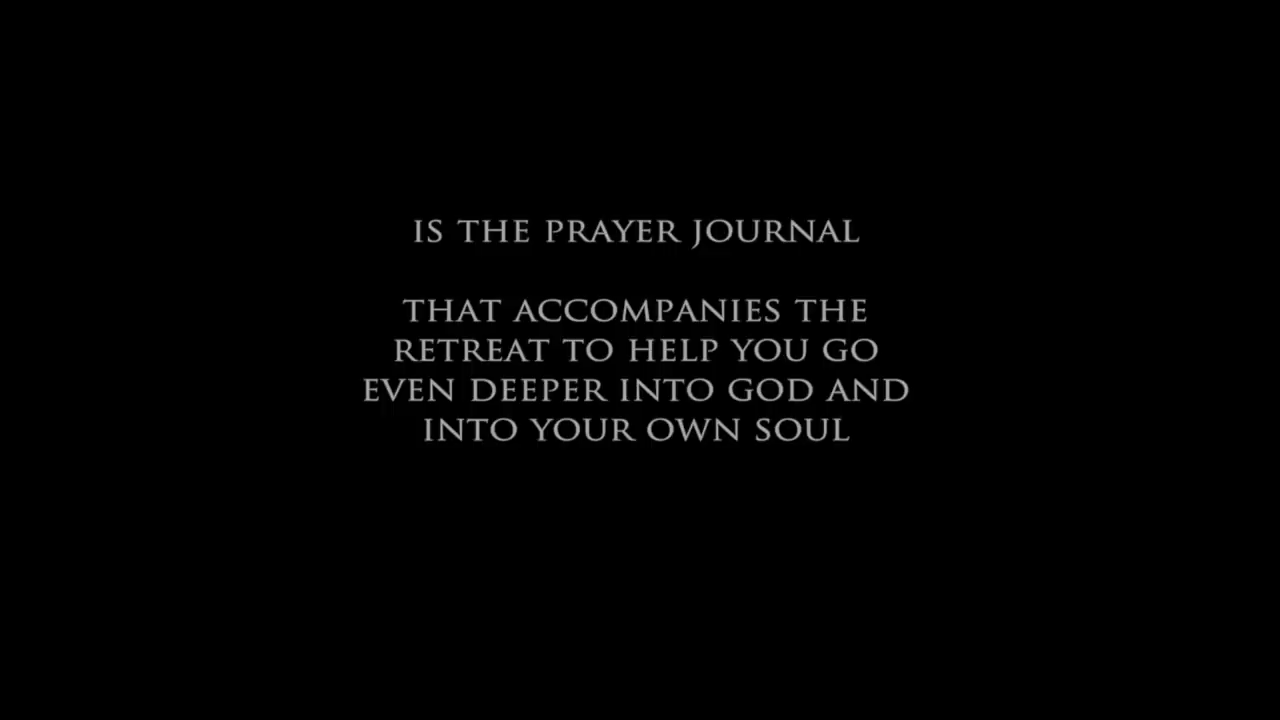 IS THE PRAYER JOURNAL
THAT ACCOMPANIES THE
RETREAT TO HELP YOU GO
EVEN DEEPER INTO GOD AND
INTO YOUR OWN SOUL